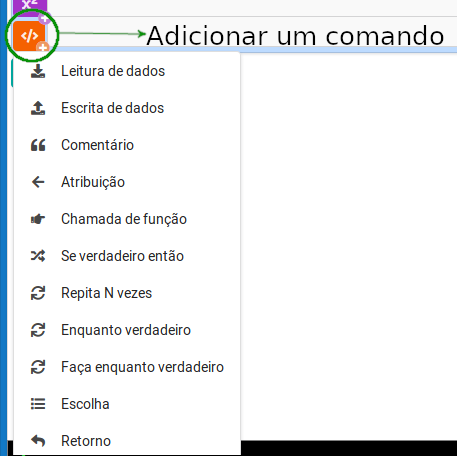 x²
</>
Adicionar um comando
Leitura de dados
Escrita de dados
Comentário
Atribuição
Chamada de função
Se verdadeiro então
Repita N vezes
Enquanto verdadeiro
Faça enquanto verdadeiro
Escolha
Retorno